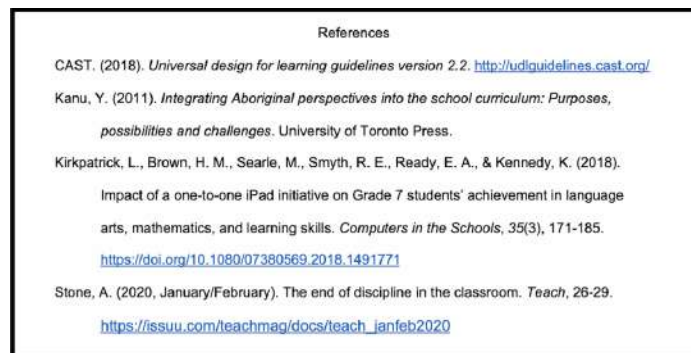 References
CAST. (2018). Universal design for learning guidelines version 2.2. http://udlguidelines.cast.org/
Kanu, Y. (2011). Integrating Aboriginal perspectives into the school curriculum: Purposes,
possibilities and challenges. University of Toronto Press.
Kirkpatrick, L., Brown, H. M., Searle, M., Smyth, R. E., Ready, E. A., & Kennedy, K. (2018).
Impact of a one-to-one iPad initiative on Grade 7 students' achievement in language
arts, mathematics, and learning skills. Computers in the Schools, 35(3), 171-185.
https://doi.org/10.1080/07380569.2018.1491771
Stone, A. (2020, January/February). The end of discipline in the classroom. Teach, 26-29.
https://issuu.com/teachmag/docs/teach_janfeb2020